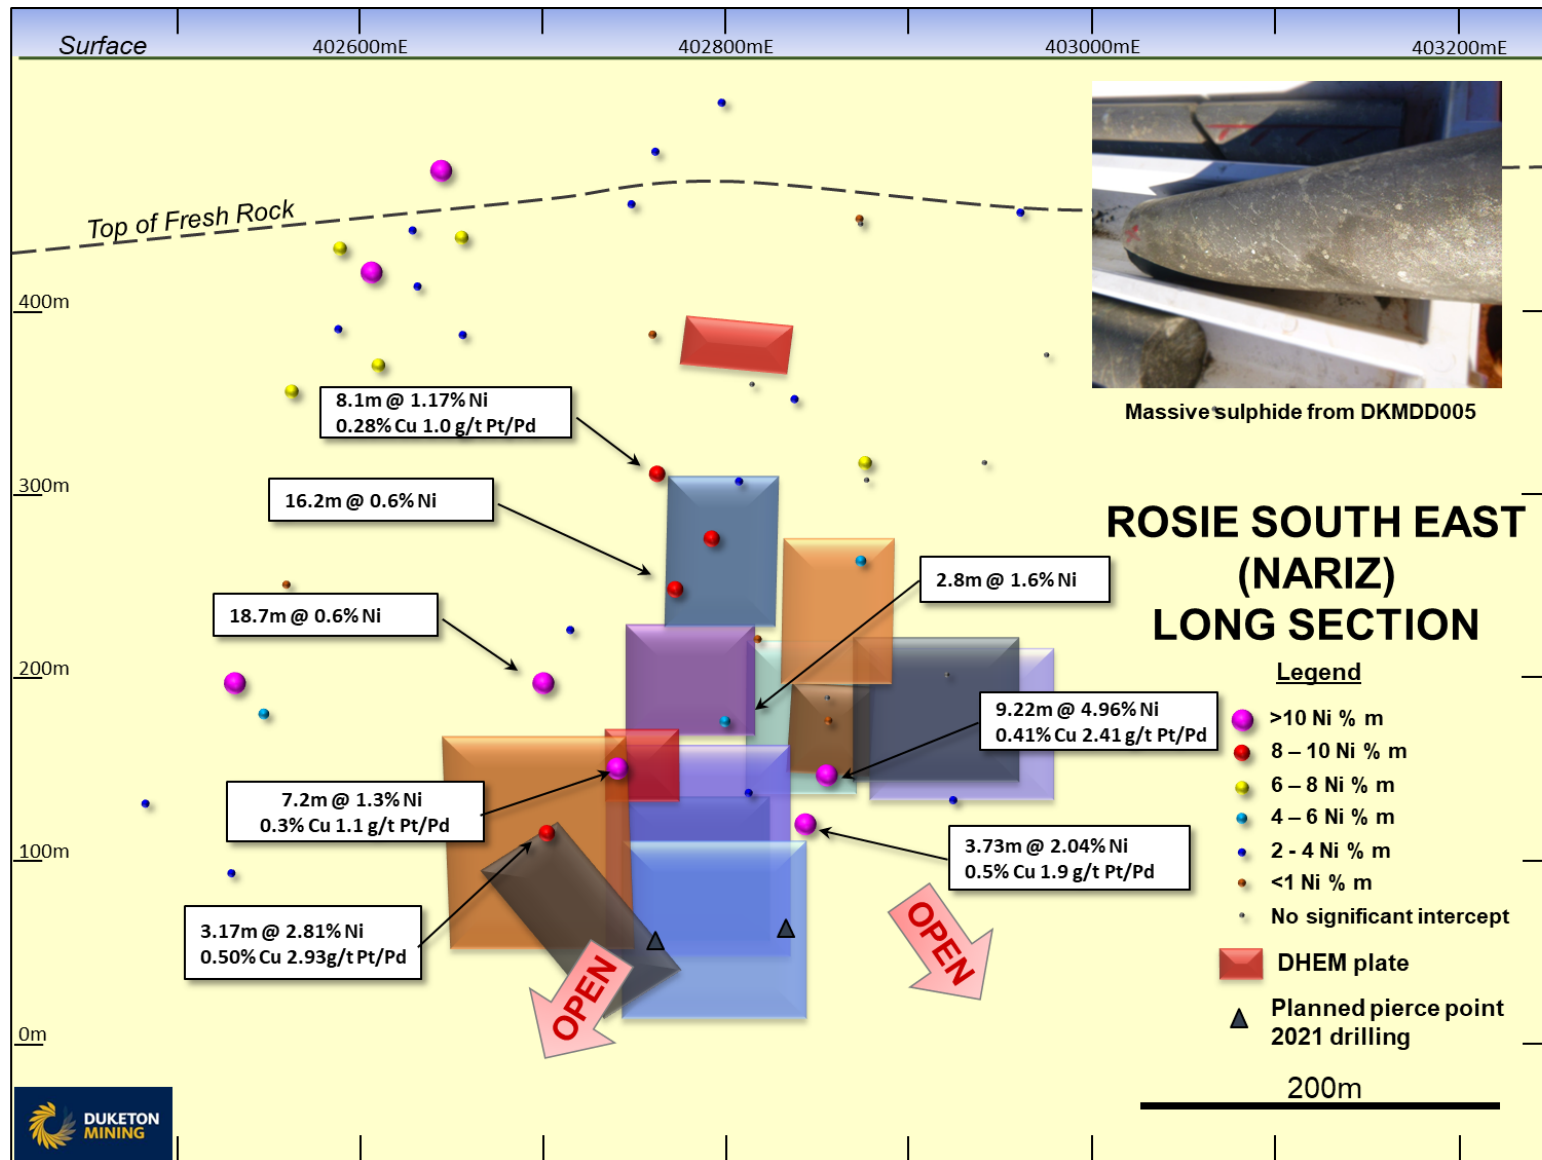 Surface
402600mE
402800mE
403000mE
403200mE
Top of Fresh Rock
400m
300m
200m
100m
0m
8.1m @ 1.17% Ni
0.28% Cu 1.0 g/t Pt/Pd
16.2m @ 0.6% Ni
18.7m @ 0.6% Ni
2.8m @ 1.6% Ni
9.22m @ 4.96% Ni
0.41% Cu 2.41 g/t Pt/Pd
7.2m @ 1.3% Ni
0.3% Cu 1.1 g/t Pt/Pd
3.73m @ 2.04% Ni
0.5% Cu 1.9 g/t Pt/Pd
3.17m @ 2.81% Ni
0.50% Cu 2.93g/t Pt/Pd
OPEN
OPEN
Massive sulphide from DKMDD005
ROSIE SOUTH EAST
(NARIZ)
LONG SECTION
Legend
>10 Ni % m
8 – 10 Ni % m
6 – 8 Ni % m
4 – 6 Ni % m
2 - 4 Ni % m
<1 Ni % m
No significant intercept
DHEM plate
Planned pierce point
2021 drilling
200m
DUKETON
MINING